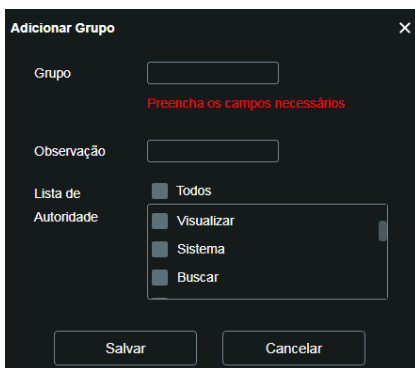 Adicionar Grupo
Grupo
Preencha os campos necessários
Observação
Lista de
Autoridade
Todos
Visualizar
Sistema
Buscar
Salvar
Cancelar